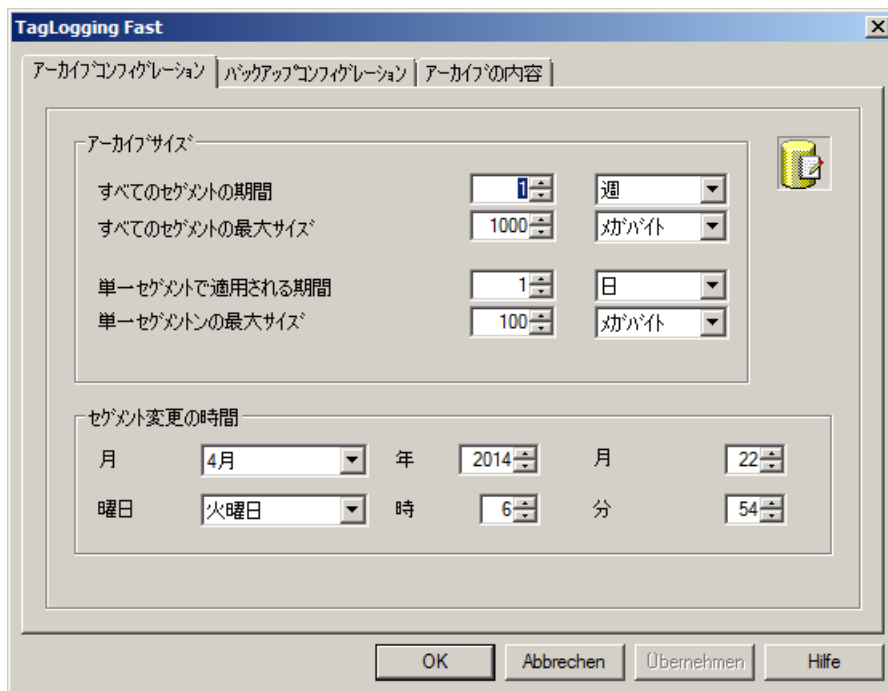 TagLogging Fast
アーカイブコンフィグレーション バックアップコンフィグレーション アーカイブの内容
アーカイブサイズ
すべてのセグメントの期間 1 週
すべてのセグメントの最大サイズ 1000 メガバイト
単一セグメントで適用される期間 1 日
単一セグメントンの最大サイズ 100 メガバイト
セグメント変更の時間
月 4月 年 2014 月 22
曜日 火曜日 時 6 分 54
OK Abbrechen Übernehmen Hilfe